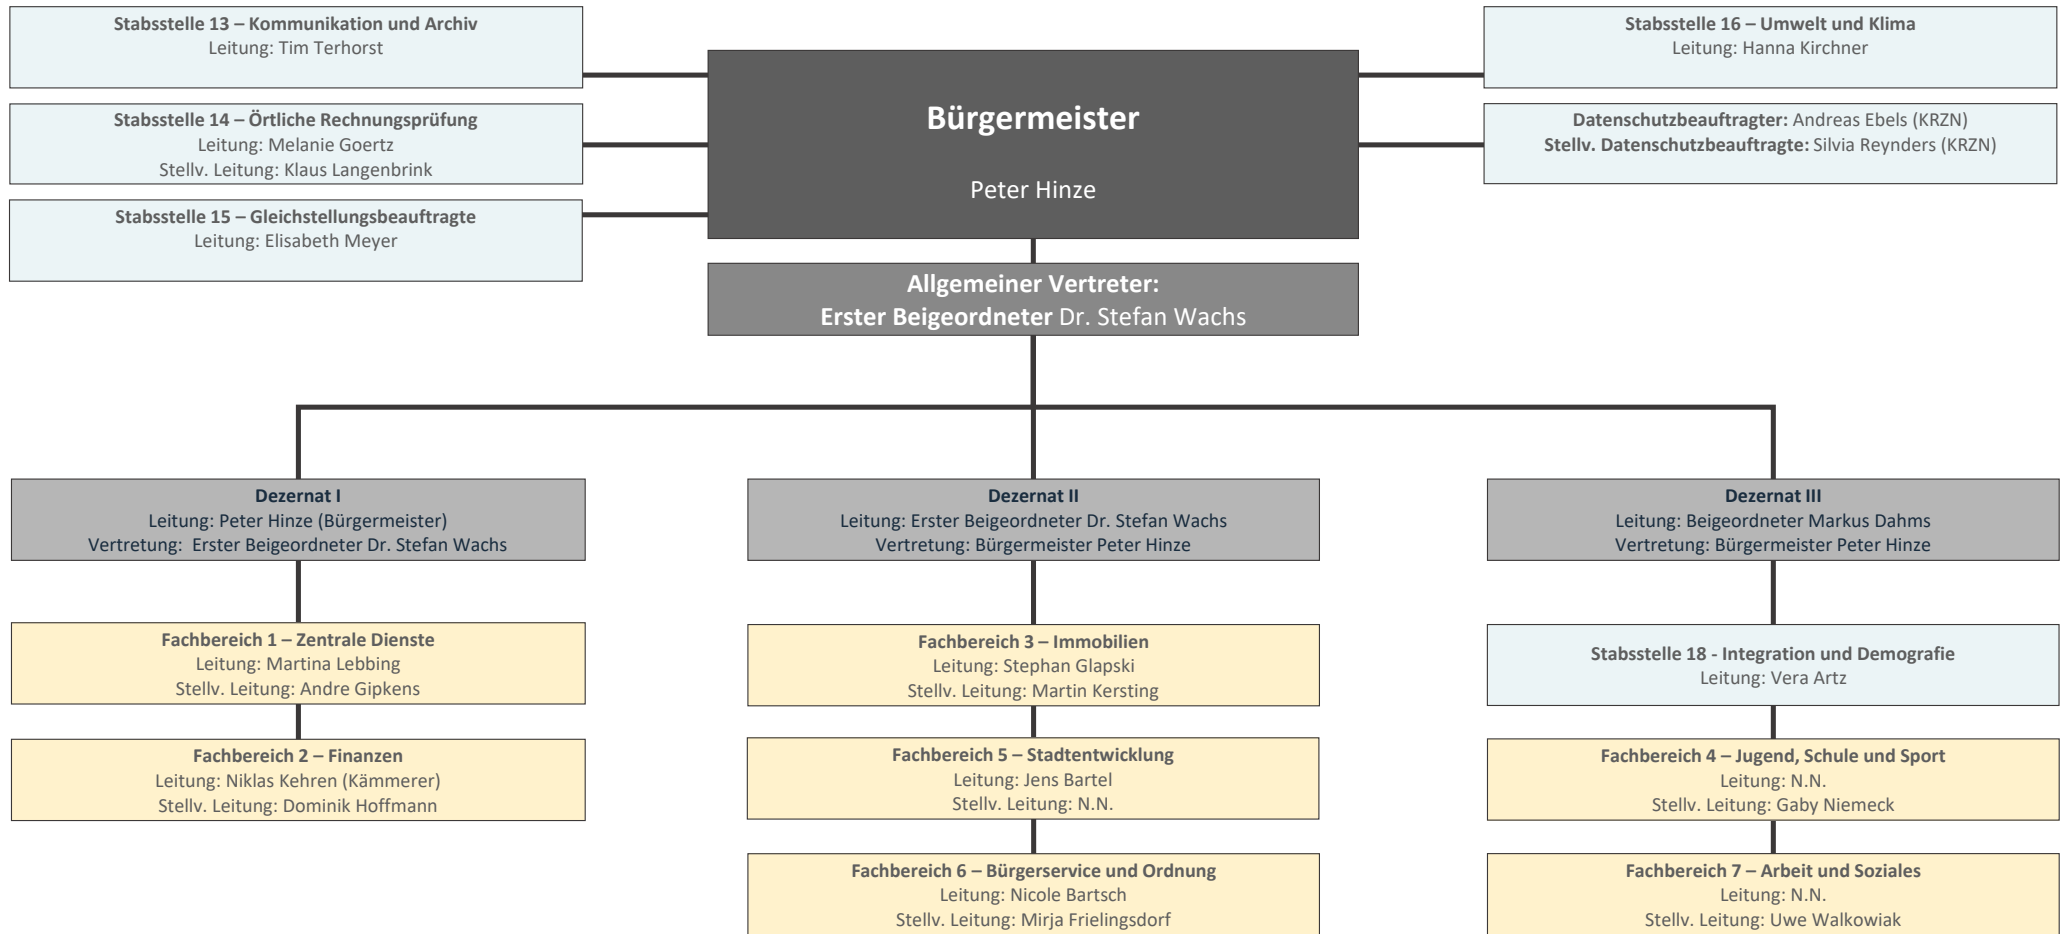 Stabsstelle 13 – Kommunikation und Archiv
Leitung: Tim Terhorst
Stabsstelle 14 – Örtliche Rechnungsprüfung
Leitung: Melanie Goertz
Stellv. Leitung: Klaus Langenbrink
Stabsstelle 15 – Gleichstellungsbeauftragte
Leitung: Elisabeth Meyer
Bürgermeister
Peter Hinze
Stabsstelle 16 – Umwelt und Klima
Leitung: Hanna Kirchner
Datenschutzbeauftragter: Andreas Ebels (KRZN)
Stellv. Datenschutzbeauftragte: Silvia Reynders (KRZN)
Allgemeiner Vertreter:
Erster Beigeordneter Dr. Stefan Wachs
Dezernat I
Leitung: Peter Hinze (Bürgermeister)
Vertretung: Erster Beigeordneter Dr. Stefan Wachs
Fachbereich 1 – Zentrale Dienste
Leitung: Martina Lebbing
Stellv. Leitung: Andre Gipkens
Fachbereich 2 – Finanzen
Leitung: Niklas Kehren (Kämmerer)
Stellv. Leitung: Dominik Hoffmann
Dezernat II
Leitung: Erster Beigeordneter Dr. Stefan Wachs
Vertretung: Bürgermeister Peter Hinze
Fachbereich 3 – Immobilien
Leitung: Stephan Glapski
Stellv. Leitung: Martin Kersting
Fachbereich 5 – Stadtentwicklung
Leitung: Jens Bartel
Stellv. Leitung: N.N.
Fachbereich 6 – Bürgerservice und Ordnung
Leitung: Nicole Bartsch
Stellv. Leitung: Mirja Frielingsdorf
Dezernat III
Leitung: Beigeordneter Markus Dahms
Vertretung: Bürgermeister Peter Hinze
Stabsstelle 18 - Integration und Demografie
Leitung: Vera Artz
Fachbereich 4 – Jugend, Schule und Sport
Leitung: N.N.
Stellv. Leitung: Gaby Niemeck
Fachbereich 7 – Arbeit und Soziales
Leitung: N.N.
Stellv. Leitung: Uwe Walkowiak